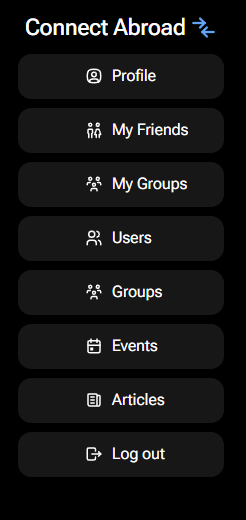 Connect Abroad
Profile
My Friends
My Groups
Users
Groups
Events
Articles
Log out